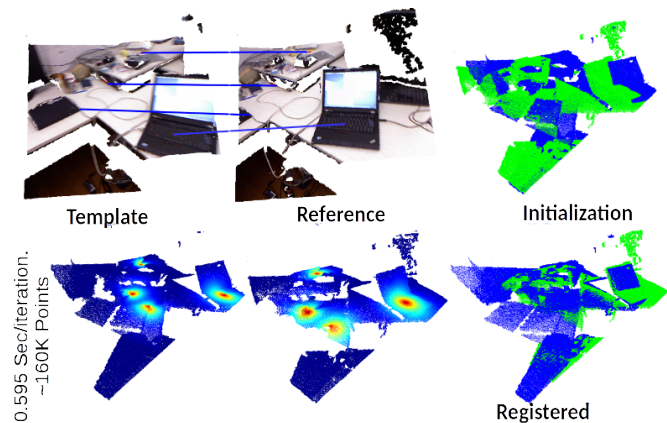 Template
Reference
Initialization
0.595 Sec/iteration.
~160K Points
Registered